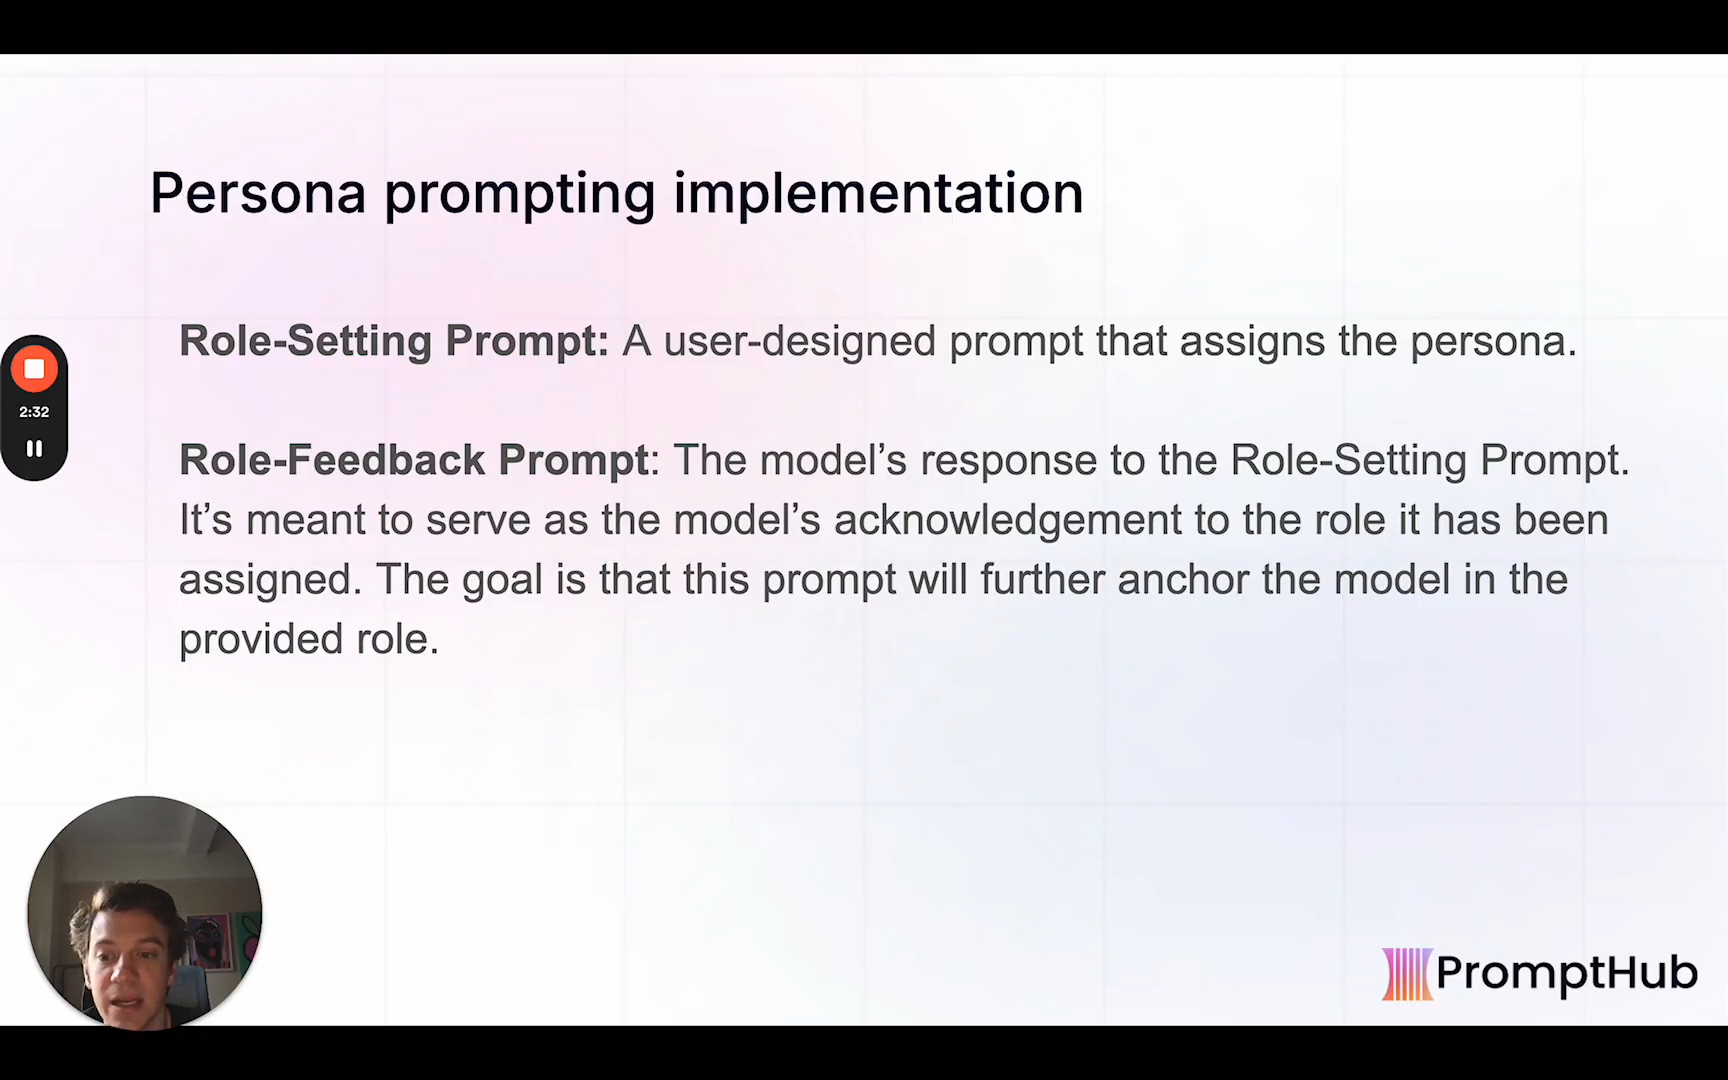 Persona prompting implementation
Role-Setting Prompt: A user-designed prompt that assigns the persona.
2:32
Role-Feedback Prompt: The model’s response to the Role-Setting Prompt.
It’s meant to serve as the model’s acknowledgement to the role it has been
assigned. The goal is that this prompt will further anchor the model in the
provided role.
PromptHub